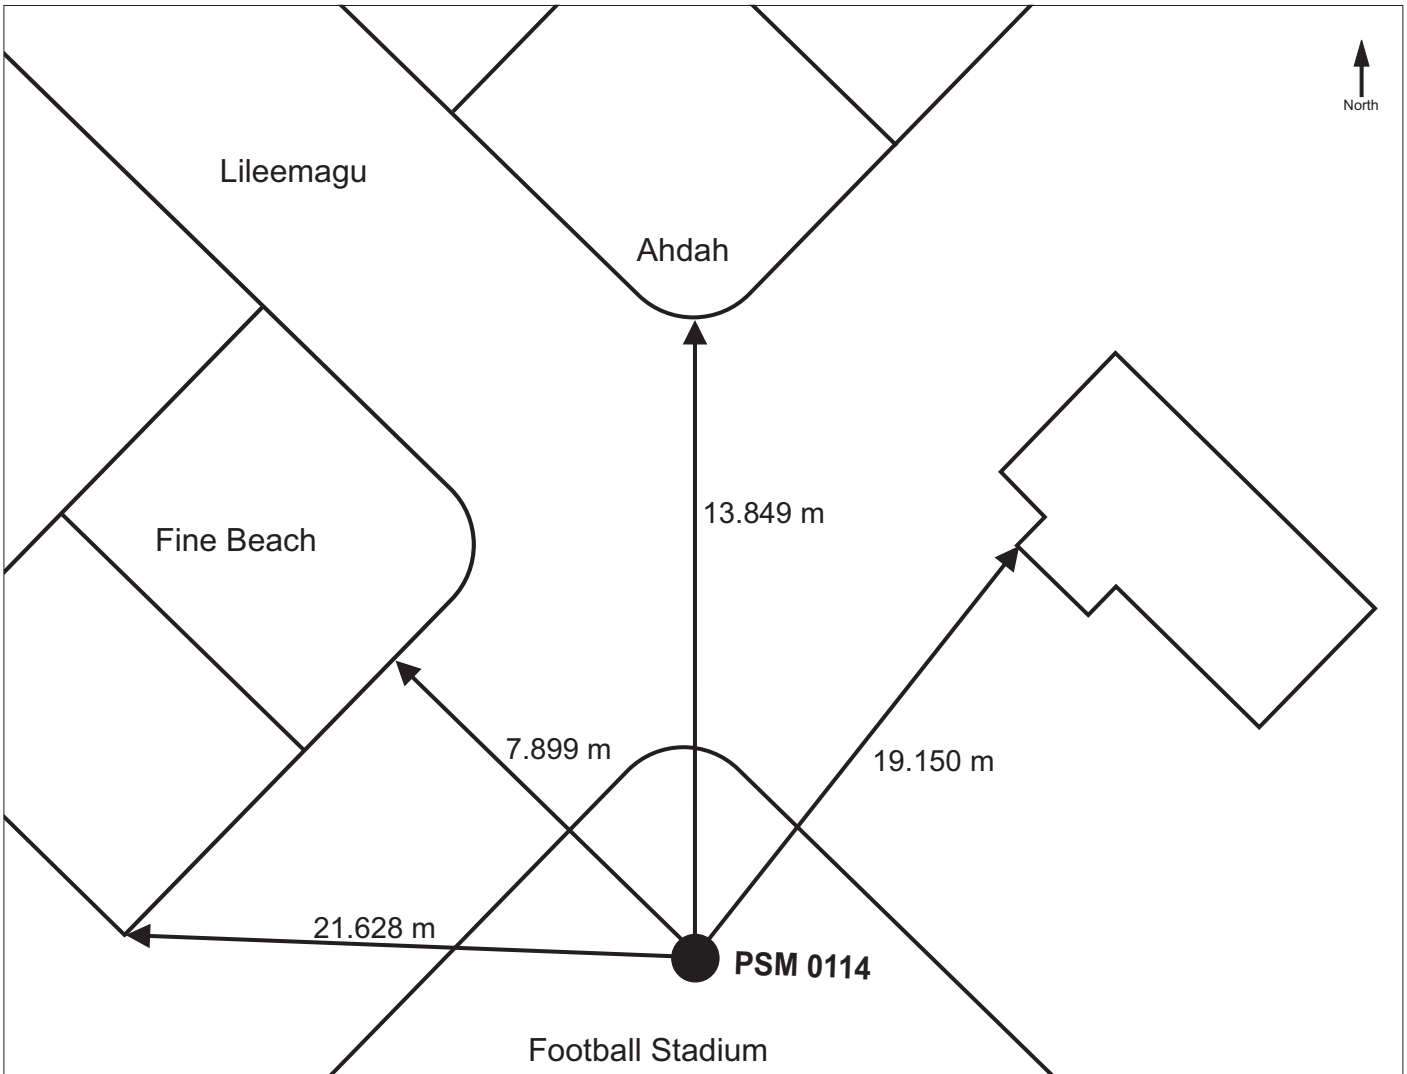 North
Lileemagu
Ahdah
13.849 m
Fine Beach
7.899 m
19.150 m
21.628 m
PSM 0114
Football Stadium